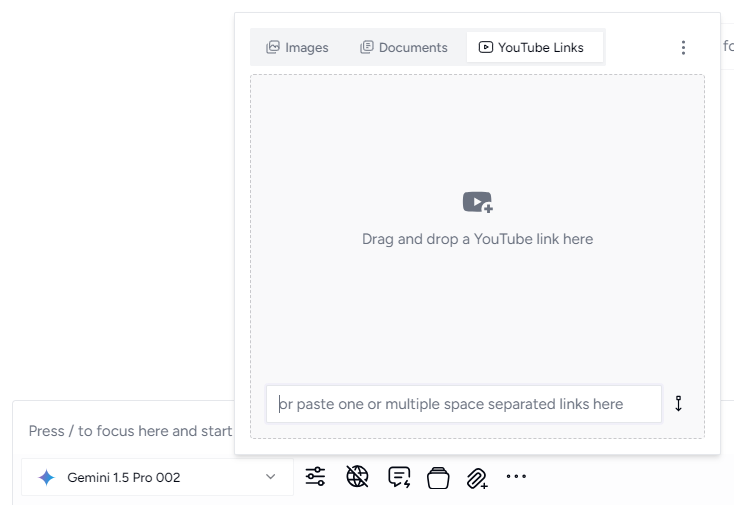 Images
Documents
YouTube Links
Drag and drop a YouTube link here
or paste one or multiple space separated links here
Press / to focus here and start
Gemini 1.5 Pro 002